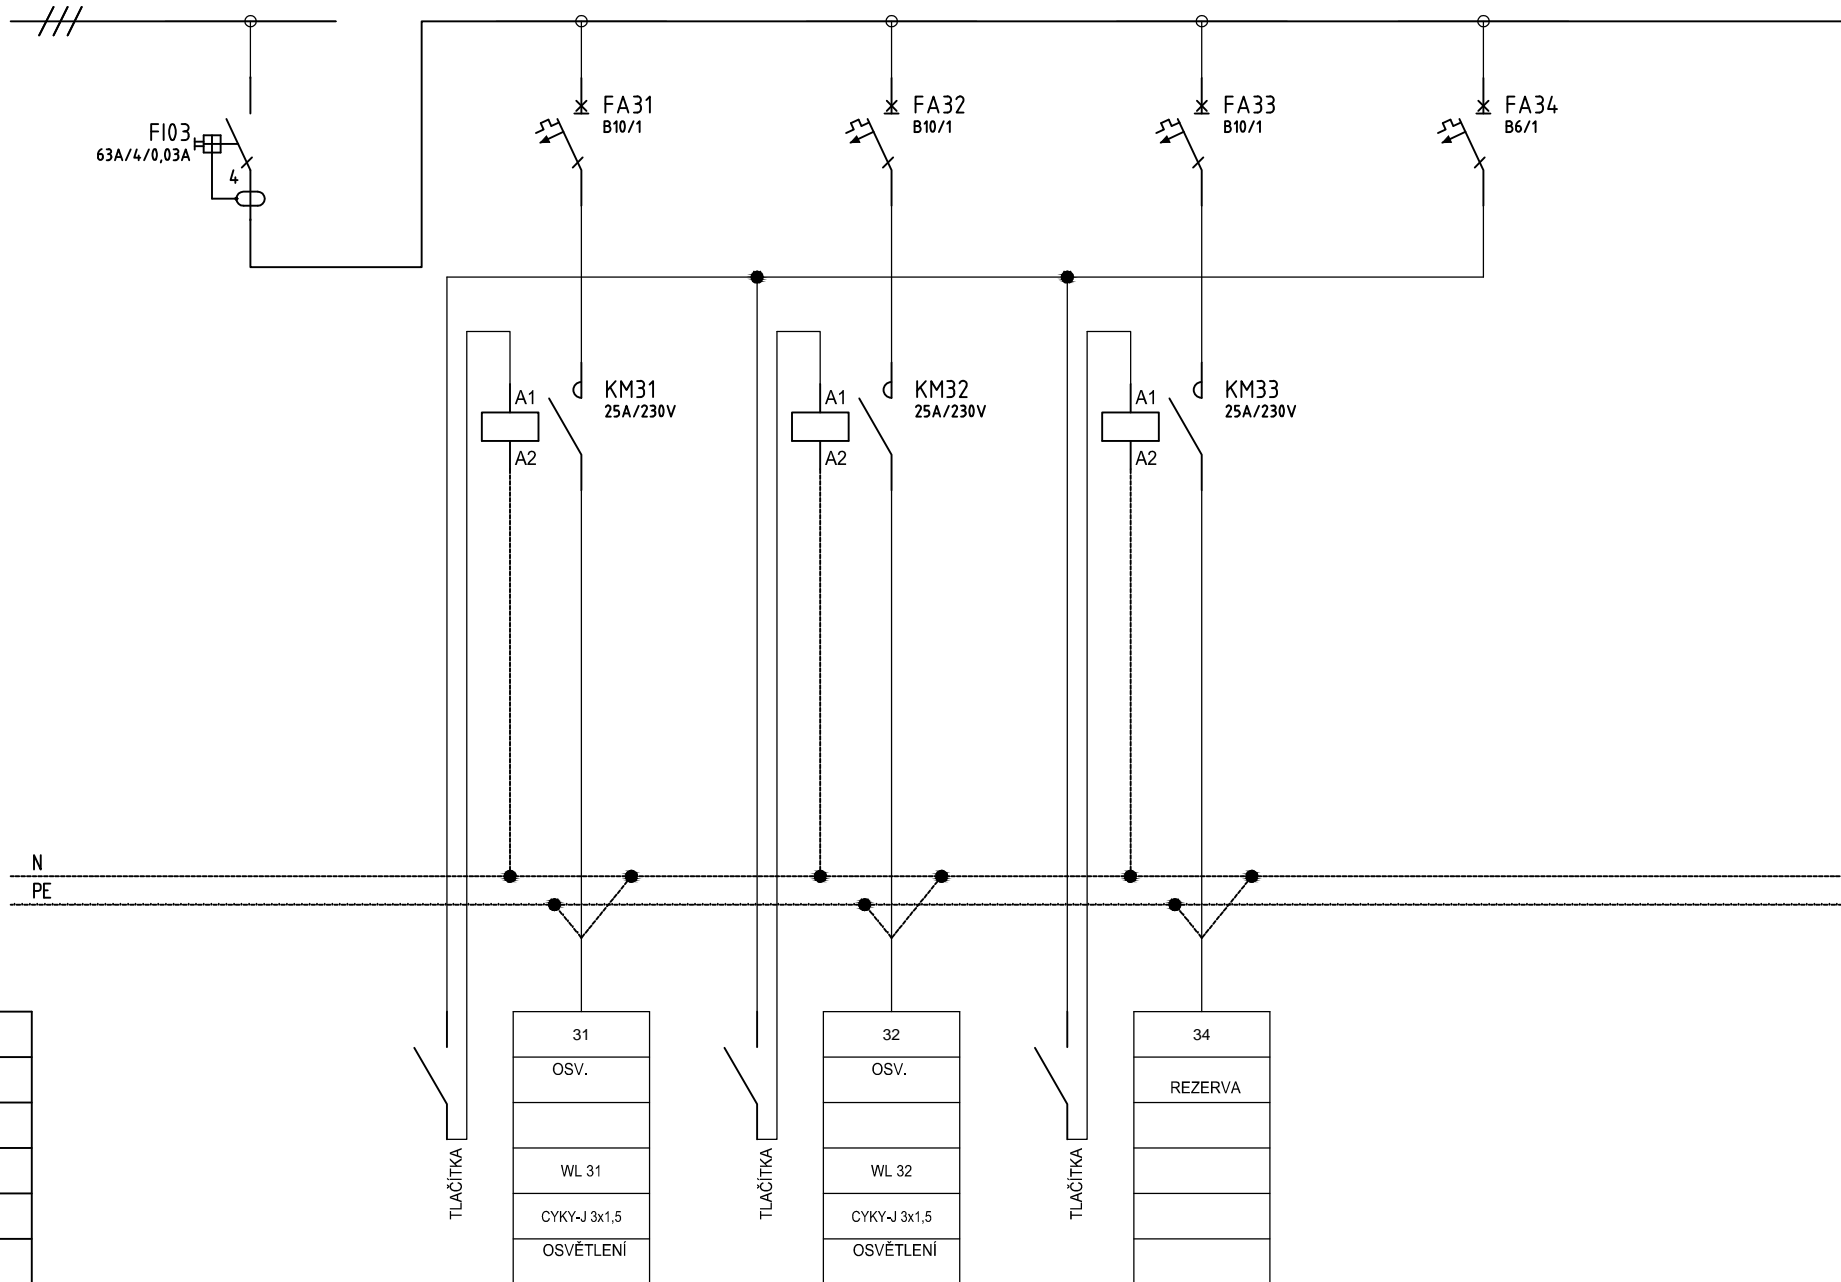 FA31
B10/1
FA32
B10/1
FA33
B10/1
FA34
B6/1
FI03
63A/4/0,03A
4
A1
KM31
25A/230V
A2
A1
KM32
25A/230V
A2
A1
KM33
25A/230V
A2
N
PE
TLAČÍTKA
31
OSV.
WL 31
CYKY-J 3x1,5
OSVĚTLENÍ
TLAČÍTKA
32
OSV.
WL 32
CYKY-J 3x1,5
OSVĚTLENÍ
TLAČÍTKA
34
REZERVA